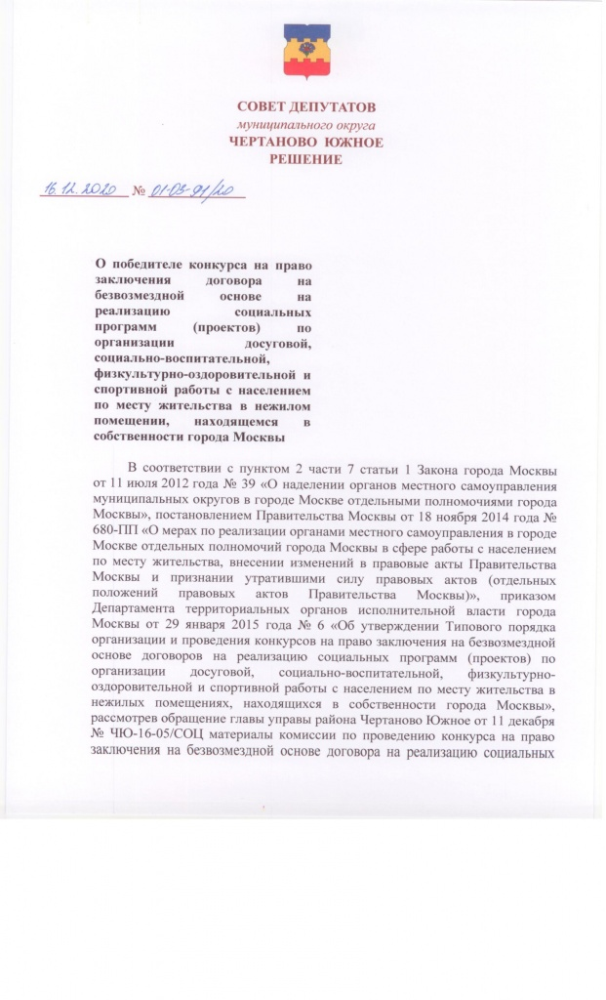 СОВЕТ ДЕПУТАТОВ
муниципального округа
ЧЕРТАНОВО ЮЖНОЕ
РЕШЕНИЕ
16.12.2020 № 01-03-91/20
О победителе конкурса на право
заключения договора на
безвозмездной основе на
реализацию социальных
программ (проектов) по
организации досуговой,
социально-воспитательной,
физкультурно-оздоровительной и
спортивной работы с населением
по месту жительства в нежилом
помещении, находящемся в
собственности города Москвы
В соответствии с пунктом 2 части 7 статьи 1 Закона города Москвы
от 11 июля 2012 года № 39 «О наделении органов местного самоуправления
муниципальных округов в городе Москве отдельными полномочиями города
Москвы», постановлением Правительства Москвы от 18 ноября 2014 года №
680-ПП «О мерах по реализации органами местного самоуправления в городе
Москве отдельных полномочий города Москвы в сфере работы с населением
по месту жительства, внесении изменений в правовые акты Правительства
Москвы и признании утратившими силу правовых актов (отдельных
положений правовых актов Правительства Москвы)», приказом
Департамента территориальных органов исполнительной власти города
Москвы от 29 января 2015 года № 6 «Об утверждении Типового порядка
организации и проведения конкурсов на право заключения на безвозмездной
основе договоров на реализацию социальных программ (проектов) по
организации досуговой, социально-воспитательной, физкультурно-
оздоровительной и спортивной работы с населением по месту жительства в
нежилых помещениях, находящихся в собственности города Москвы»,
рассмотрев обращение главы управы района Чертаново Южное от 11 декабря
№ ЧЮ-16-05/СОЦ материалы комиссии по проведению конкурса на право
заключения на безвозмездной основе договора на реализацию социальных